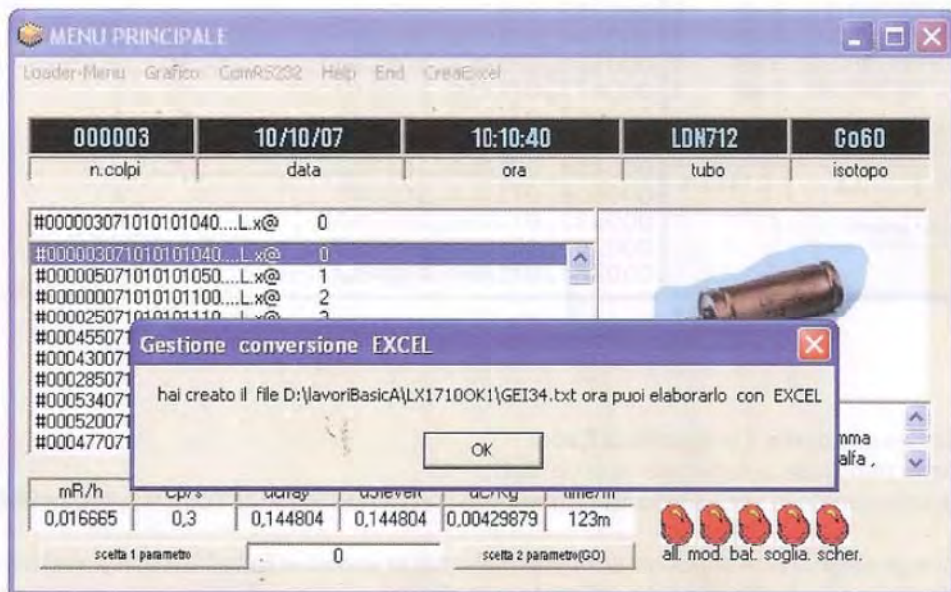 MENU PRINCIPALE
Loader-Menu Grafico ComRS232 Help End CreaExcel
000003 10/10/07 10:10:40 LDN712 Co60
n.colpi data ora tubo isotopo
#000003071010101040....L.x@ 0
#000003071010101040....L.x@ 0
#0000050710101101050....L.x@ 1
#0000000710101101100....L.x@ 2
#000455071
#000430071
#000285071
#000534071
#000520071
#000477071
Gestione conversione EXCEL
hai creato il file D:\lavoriBasicA\LX1710OK1\GEI34.txt ora puoi elaborarlo con EXCEL
OK
mma
alfa ,
mR/h
0,016665 0,3 0,144804 0,144804 0,00429879 123m
scelta 1 parametro 0 scelta 2 parametro(GO)
all. mod. bat. soglia. scher.